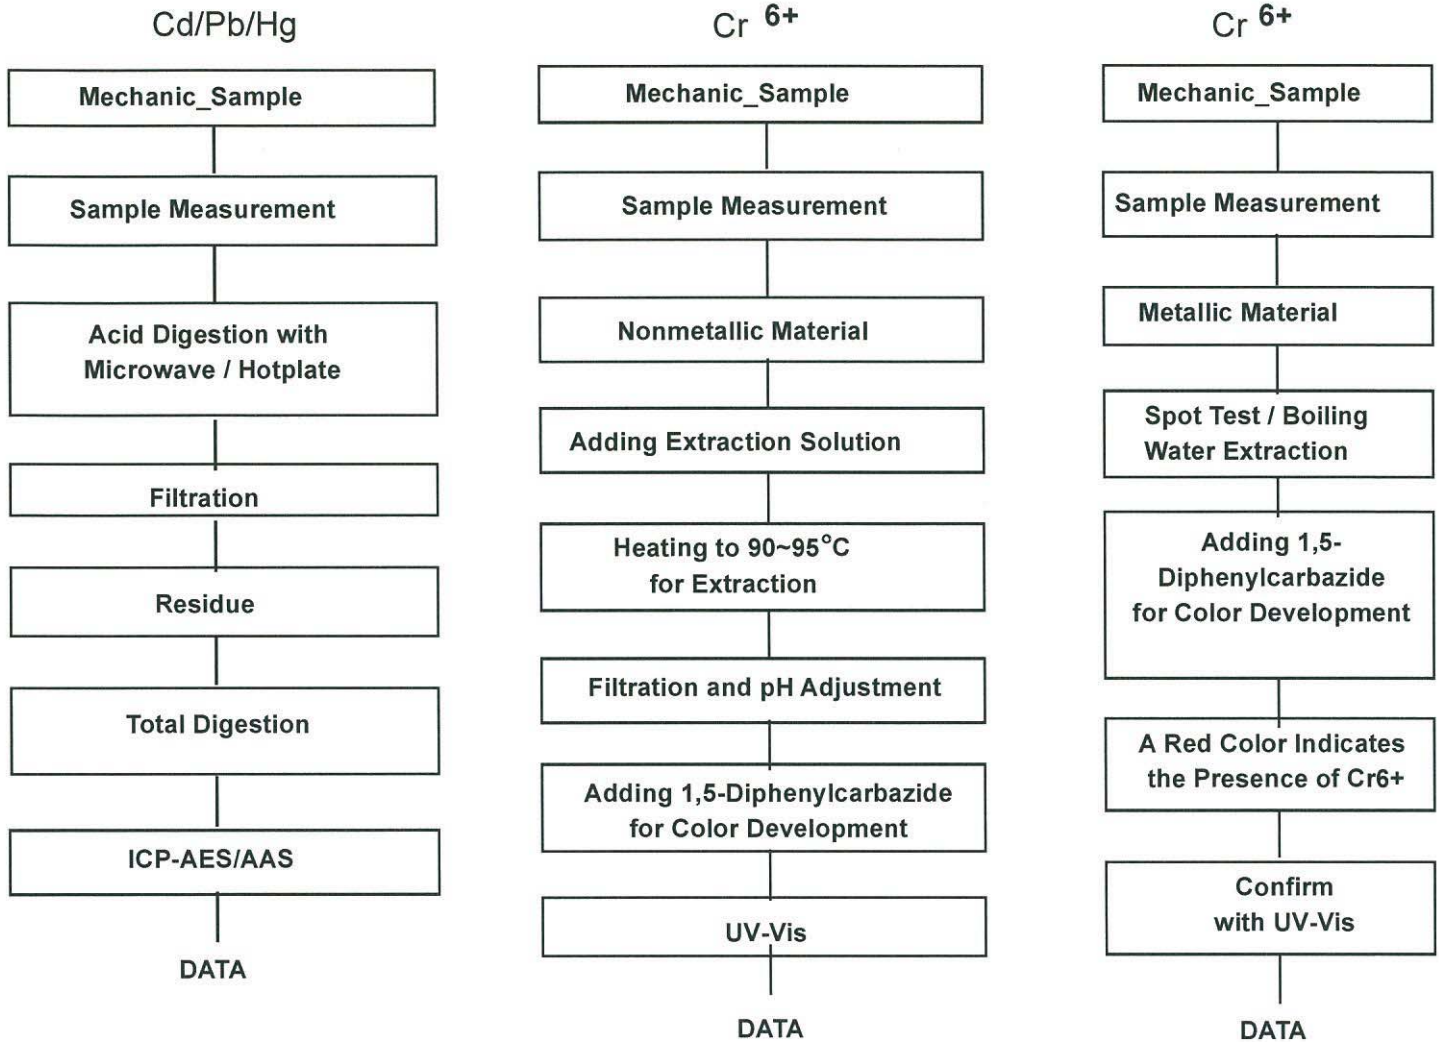 Cd/Pb/Hg
Mechanic_Sample
Sample Measurement
Acid Digestion with
Microwave / Hotplate
Filtration
Residue
Total Digestion
ICP-AES/AAS
DATA
Cr 6+
Mechanic_Sample
Sample Measurement
Nonmetallic Material
Adding Extraction Solution
Heating to 90~95°C
for Extraction
Filtration and pH Adjustment
Adding 1,5-Diphenylcarbazide
for Color Development
UV-Vis
DATA
Cr 6+
Mechanic_Sample
Sample Measurement
Metallic Material
Spot Test / Boiling
Water Extraction
Adding 1,5-
Diphenylcarbazide
for Color Development
A Red Color Indicates
the Presence of Cr6+
Confirm
with UV-Vis
DATA